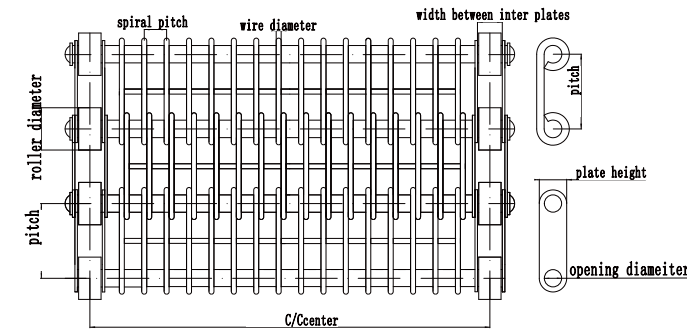 spiral pitch
wire diameter
width between inter plates
roller diameter
pitch
plate height
pitch
opening diameiter
C/Ccenter